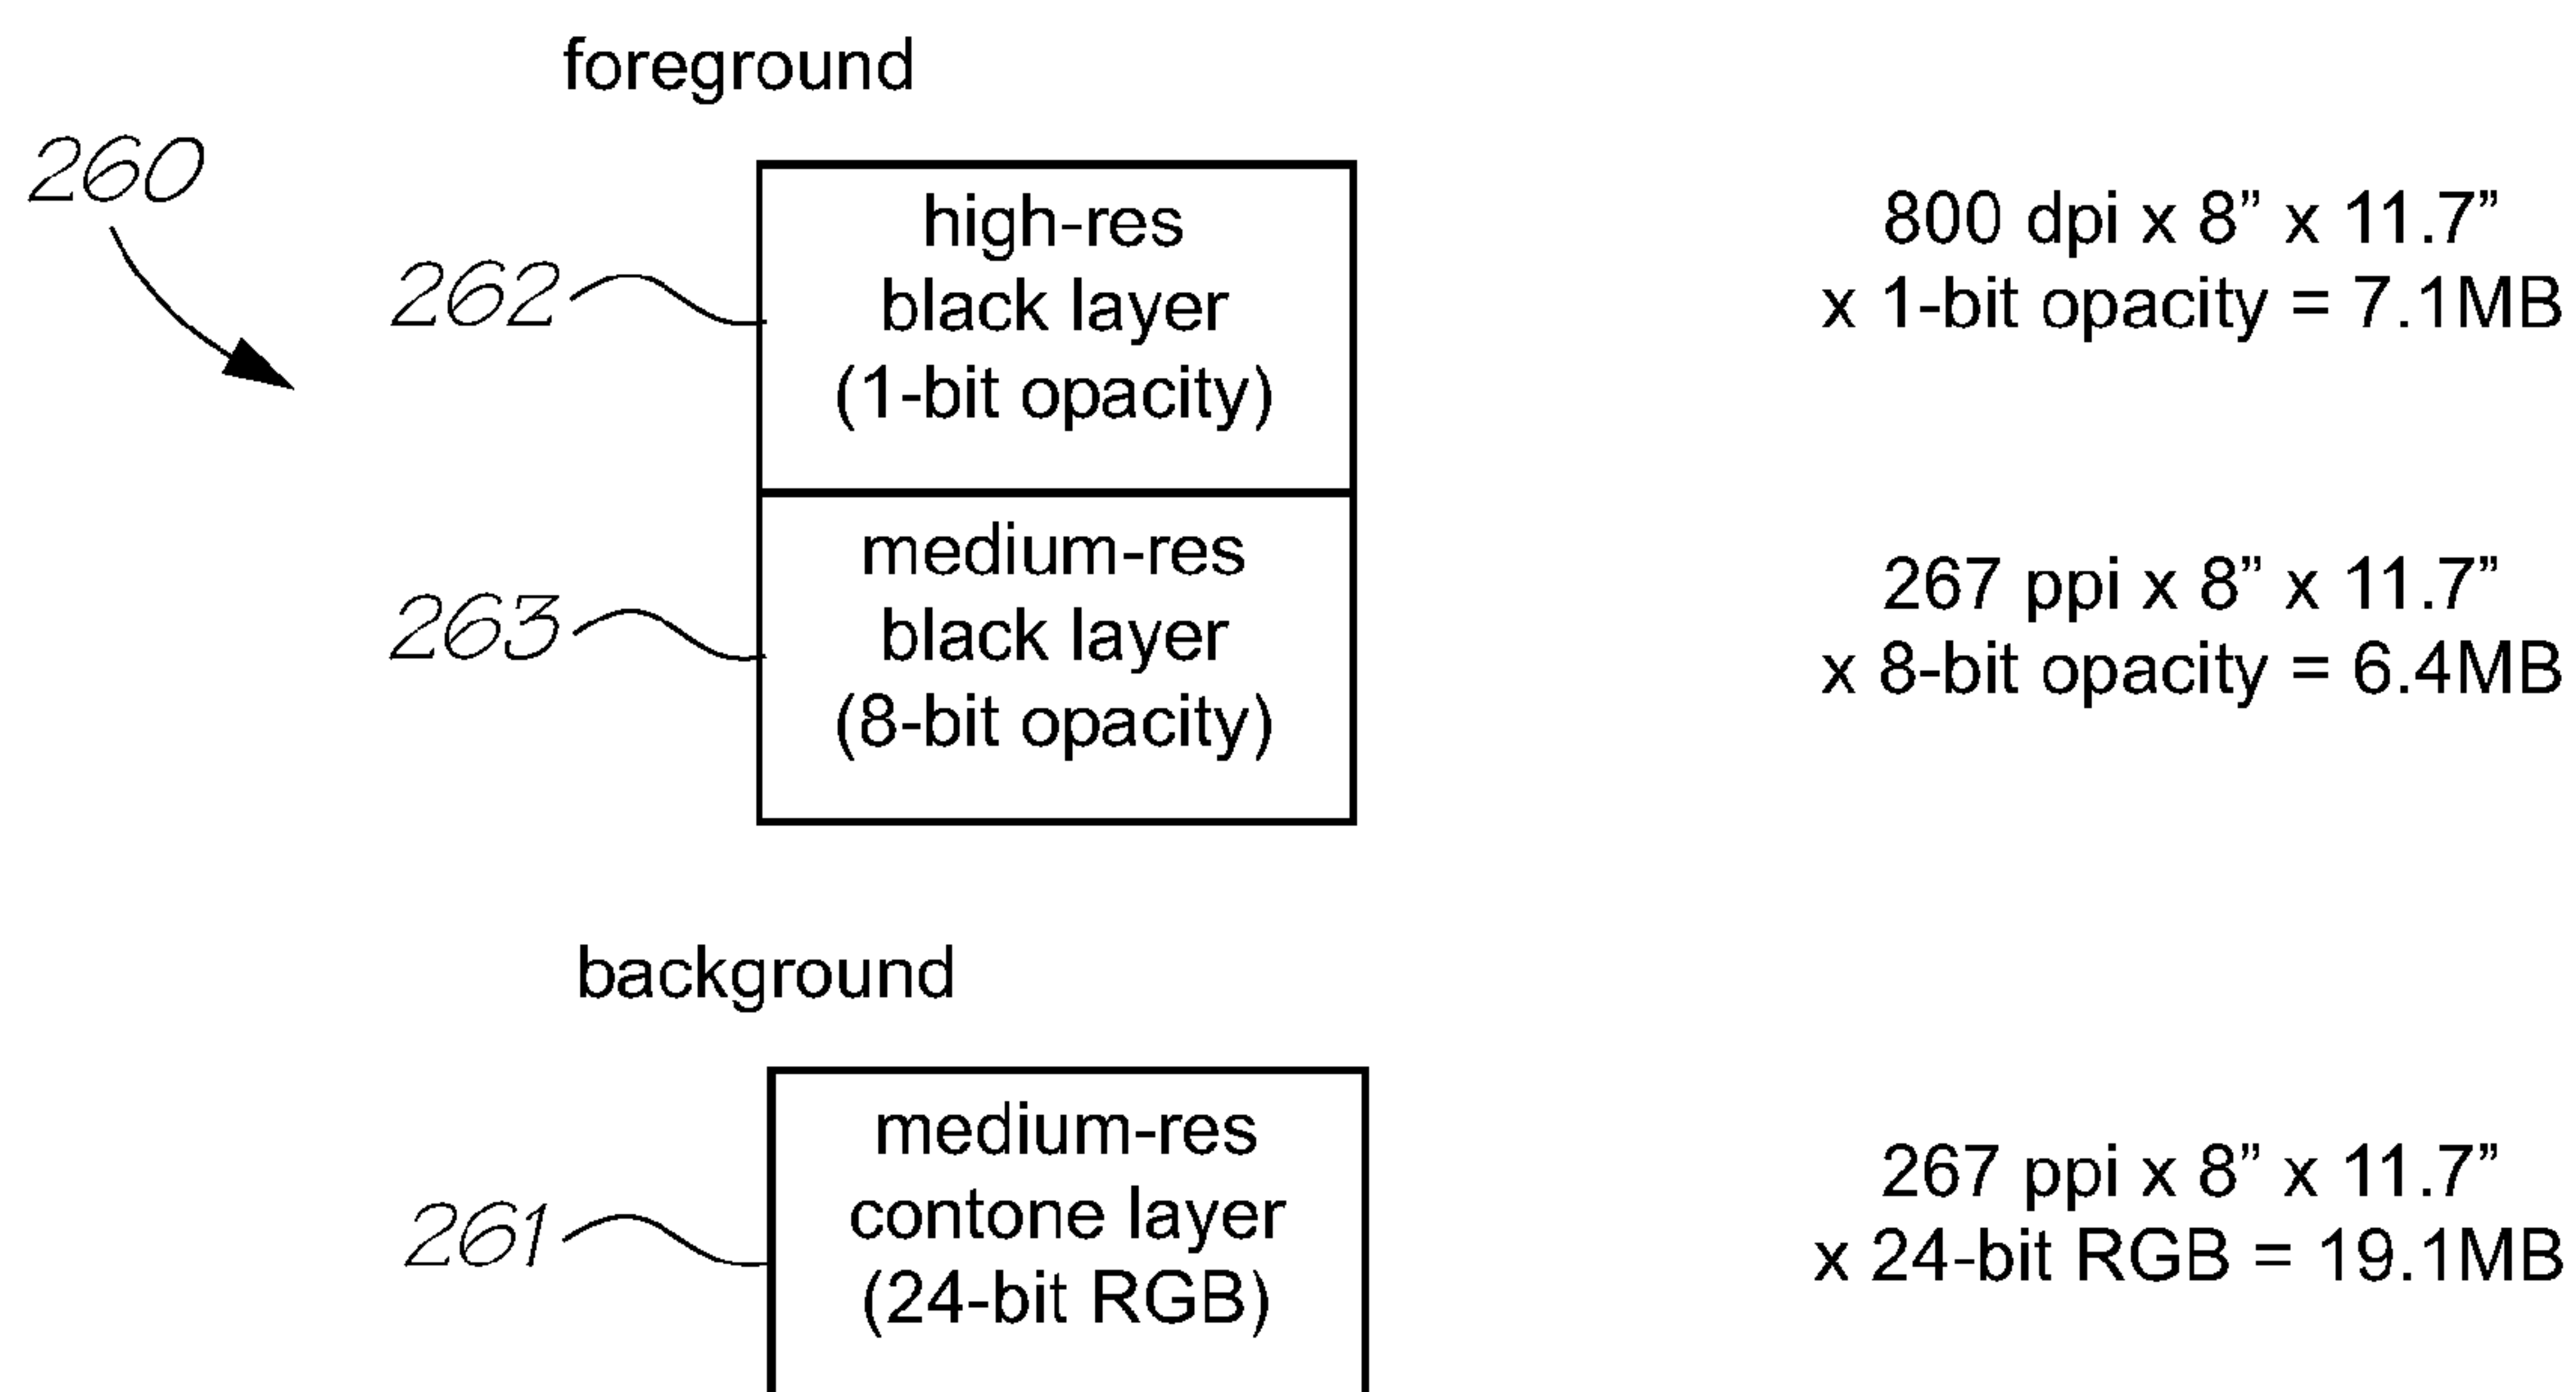 foreground
260
262
high-res
black layer
(1-bit opacity)
800 dpi x 8” x 11.7”
x 1-bit opacity = 7.1MB
263
medium-res
black layer
(8-bit opacity)
267 ppi x 8” x 11.7”
x 8-bit opacity = 6.4MB
background
261
medium-res
contone layer
(24-bit RGB)
267 ppi x 8” x 11.7”
x 24-bit RGB = 19.1MB